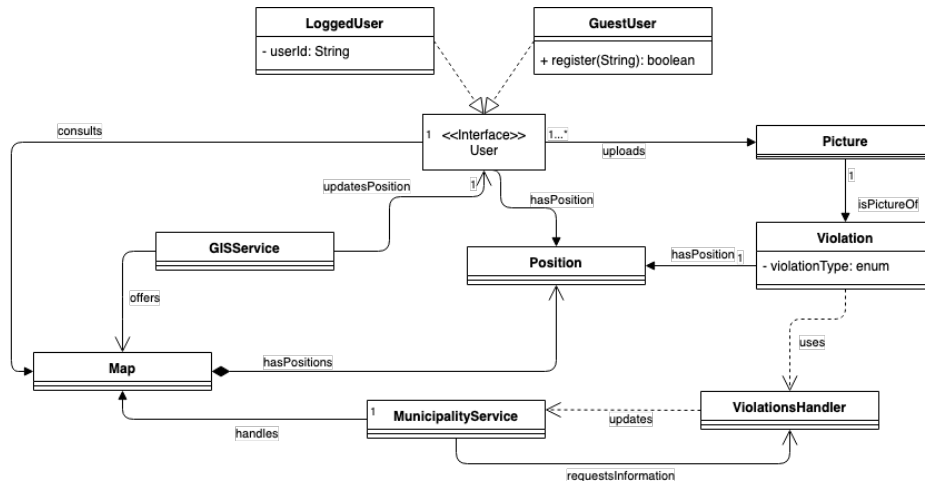 LoggedUser
- userId: String
GuestUser
+ register(String): boolean
consults
1
<<Interface>>
User
1...*
uploads
Picture
1
isPictureOf
updatesPosition
1
hasPosition
GISService
Position
hasPosition
1
Violation
- violationType: enum
offers
uses
Map
hasPositions
handles
1
MunicipalityService
updates
ViolationsHandler
requestsInformation